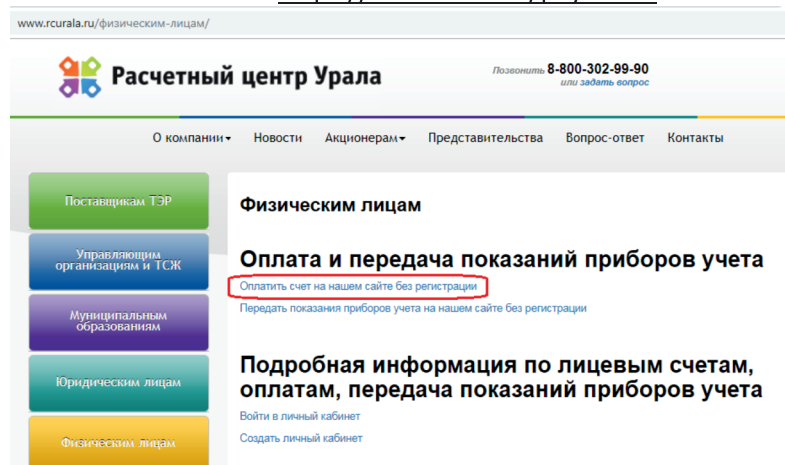 www.rcurala.ru/физическим-лицам/
Расчетный центр Урала
Позвонить 8-800-302-99-90
или задать вопрос
О компании Новости Акционерам Представительства Вопрос-ответ Контакты
Поставщикам ТЭР
Управляющим
организациям и ТСЖ
Муниципальным
образованиям
Юридическим лицам
Физическим лицам
Физическим лицам
Оплата и передача показаний приборов учета
Оплатить счет на нашем сайте без регистрации
Передать показания приборов учета на нашем сайте без регистрации
Подробная информация по лицевым счетам,
оплатам, передача показаний приборов учета
Войти в личный кабинет
Создать личный кабинет